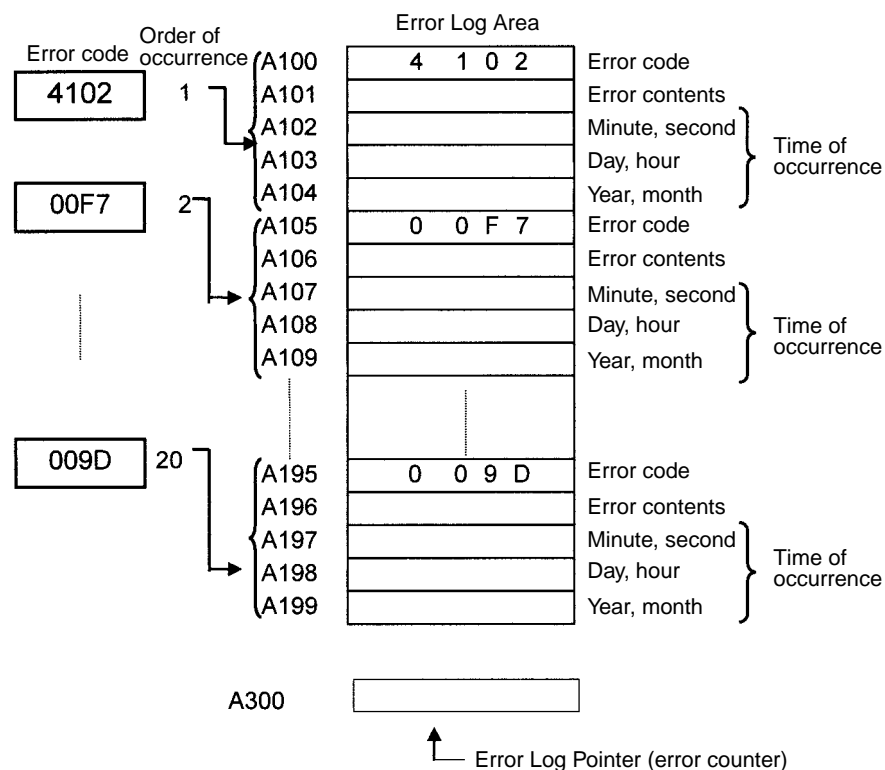 Error Log Area
Error code
Order of
occurrence
4102 1
A100 4 1 0 2 Error code
A101 Error contents
A102 Minute, second
A103 Day, hour
A104 Year, month
Time of
occurrence
00F7 2
A105 0 0 F 7 Error code
A106 Error contents
A107 Minute, second
A108 Day, hour
A109 Year, month
Time of
occurrence
009D 20
A195 0 0 9 D Error code
A196 Error contents
A197 Minute, second
A198 Day, hour
A199 Year, month
Time of
occurrence
A300
Error Log Pointer (error counter)